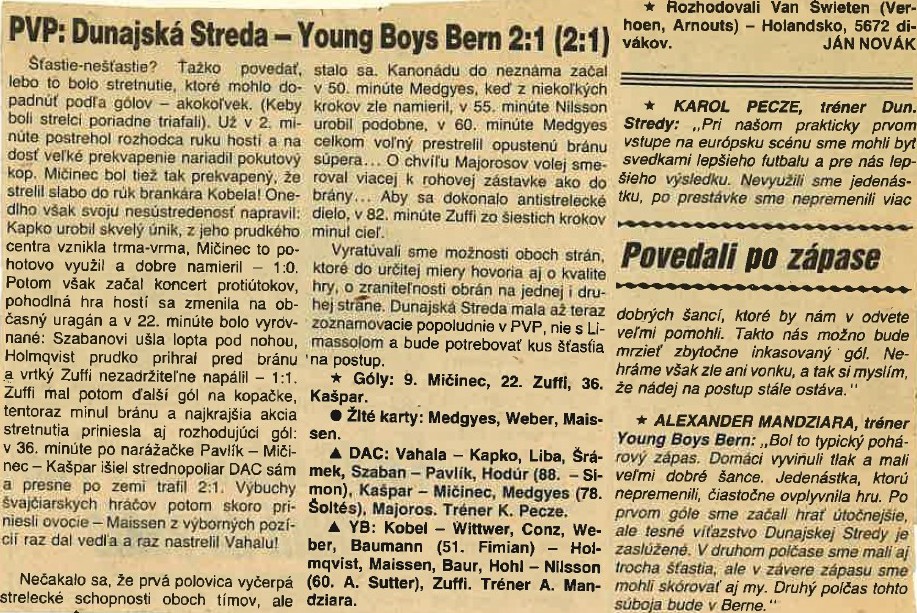 PVP: Dunajská Streda – Young Boys Bern 2:1 (2:1)
Šťastie-nešťastie? Ťažko povedať,
lebo to bolo stretnutie, ktoré mohlo do-
padnúť podľa gólov – akokoľvek. (Keby
boli strelci poriadne triafali). Už v 2. mi-
núte postrehol rozhodca ruku hostí a na
dosť veľké prekvapenie nariadil pokutový
kop. Mičinec bol tiež tak prekvapený, že
strelil slabo do rúk brankára Kobela! One-
dlho však svoju nesústredenosť napravil:
Kapko urobil skvelý únik, z jeho prudkého
centra vznikla trma-vrma, Mičinec to po-
hotovo využil a dobre namieril – 1:0.
Potom však začal koncert protiútokov,
pohodlná hra hostí sa zmenila na ob-
časný uragán a v 22. minúte bolo vyrov-
nané: Szabanovi ušla lopta pod nohou,
Holmqvist prudko prihral pred bránu
a vrtký Zuffi nezadržiteľne napálil – 1:1.
Zuffi mal potom ďalší gól na kopačke,
tentoraz minul bránu a najkrajšia akcia
stretnutia priniesla aj rozhodujúci gól:
v 36. minúte po narážačke Pavlík – Miči-
nec – Kašpar išiel strednopoliar DAC sám
a presne po zemi trafil 2:1. Výbuchy
švajčiarskych hráčov potom skoro pri-
niesli ovocie – Maissen z výborných pozí-
cií raz dal vedľa a raz nastrelil Vahalu!
Nečakalo sa, že prvá polovica vyčerpá
strelecké schopnosti oboch tímov, ale
stalo sa. Kanonádu do neznáma začal
v 50. minúte Medgyes, keď z niekoľkých
krokov zle namieril, v 55. minúte Nilsson
urobil podobne, v 60. minúte Medgyes
celkom voľný prestrelil opustenú bránu
súpera... O chvíľu Majorosov volej sme-
roval viacej k rohovej zástavke ako do
brány... Aby sa dokonalo antistrelecké
dielo, v 82. minúte Zuffi zo šiestich krokov
minul cieľ.
Vyratúvali sme možnosti oboch strán,
ktoré do určitej miery hovoria aj o kvalite
hry, o zraniteľnosti obrán na jednej i dru-
hej strane. Dunajská Streda mala až teraz
zoznamovacie popoludnie v PVP, nie s Li-
massolom a bude potrebovať kus šťastia
na postup.
★ Góly: 9. Mičinec, 22. Zuffi, 36.
Kašpar.
● Žlté karty: Medgyes, Weber, Mais-
sen.
▲ DAC: Vahala – Kapko, Liba, Šrá-
mek, Szaban – Pavlík, Hodúr (88. – Si-
mon), Kašpar – Mičinec, Medgyes (78.
Šoltés), Majoros. Tréner K. Pecze.
▲ YB: Kobel – Wittwer, Conz, We-
ber, Baumann (51. Fimian) – Hol-
mqvist, Maissen, Baur, Hohl – Nilsson
(60. A. Sutter), Zuffi. Tréner A. Man-
dziara.
★ Rozhodovali Van Świeten (Ver-
hoen, Arnouts) – Holandsko, 5672 di-
vákov. JÁN NOVÁK
★ KAROL PECZE, tréner Dun.
Stredy: „Pri našom prakticky prvom
vstupe na európsku scénu sme mohli byť
svedkami lepšieho futbalu a pre nás lep-
šieho výsledku. Nevyužili sme jedenás-
tku, po prestávke sme nepremenili viac
Povedali po zápase
dobrých šancí, ktoré by nám v odvete
veľmi pomohli. Takto nás možno bude
mrzieť zbytočne inkasovaný gól. Ne-
hráme však zle ani vonku, a tak si myslím,
že nádej na postup stále ostáva."
★ ALEXANDER MANDZIARA, tréner
Young Boys Bern: „Bol to typický pohá-
rový zápas. Domáci vyvinuli tlak a mali
veľmi dobré šance. Jedenástka, ktorú
nepremenili, čiastočne ovplyvnila hru. Po
prvom góle sme začali hrať útočnejšie,
ale tesné víťazstvo Dunajskej Stredy je
zaslúžené. V druhom polčase sme mali aj
trocha šťastia, ale v závere zápasu sme
mohli skórovať aj my. Druhý polčas tohto
súboja bude v Berne."